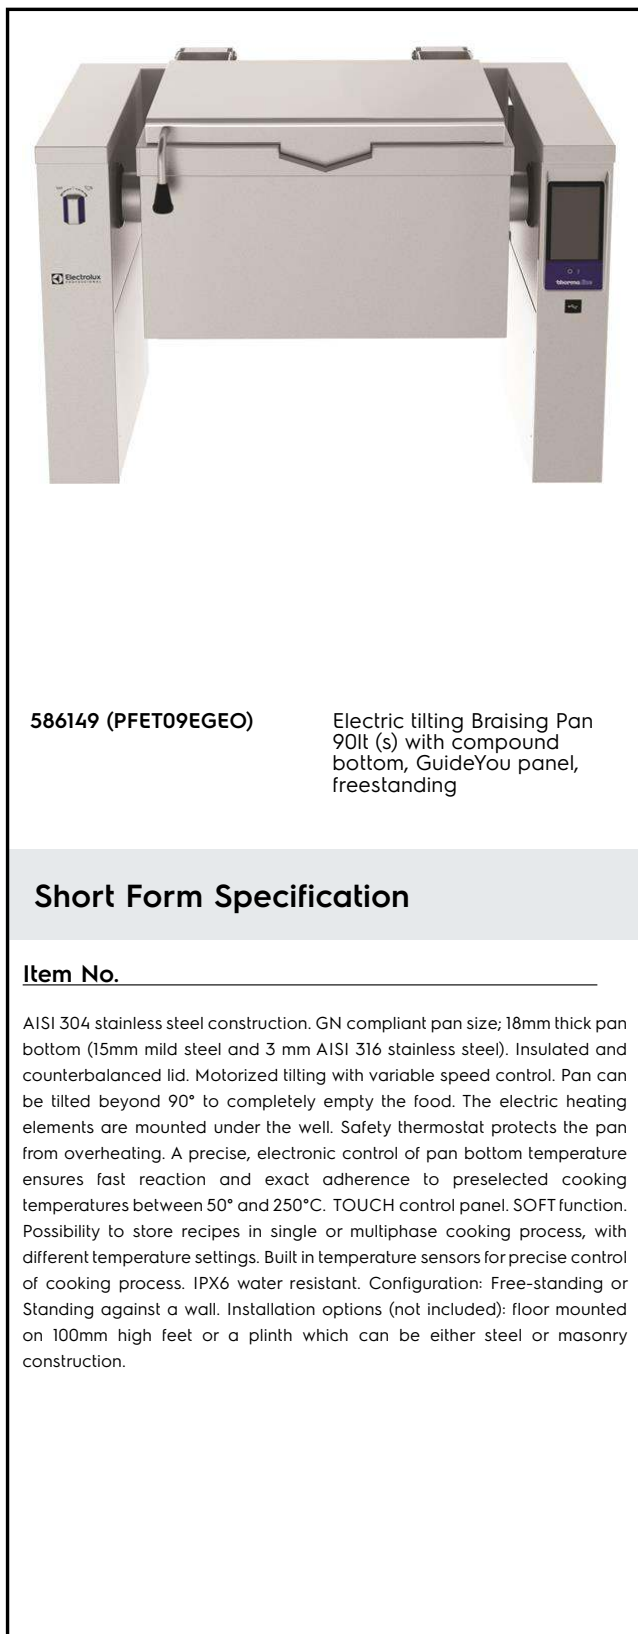 Electrolux
PROFESSIONAL
thermaline
586149 (PFET09EGEO)
Electric tilting Braising Pan
90lt (s) with compound
bottom, GuideYou panel,
freestanding
Short Form Specification
Item No.
AISI 304 stainless steel construction. GN compliant pan size; 18mm thick pan
bottom (15mm mild steel and 3 mm AISI 316 stainless steel). Insulated and
counterbalanced lid. Motorized tilting with variable speed control. Pan can
be tilted beyond 90° to completely empty the food. The electric heating
elements are mounted under the well. Safety thermostat protects the pan
from overheating. A precise, electronic control of pan bottom temperature
ensures fast reaction and exact adherence to preselected cooking
temperatures between 50° and 250°C. TOUCH control panel. SOFT function.
Possibility to store recipes in single or multiphase cooking process, with
different temperature settings. Built in temperature sensors for precise control
of cooking process. IPX6 water resistant. Configuration: Free-standing or
Standing against a wall. Installation options (not included): floor mounted
on 100mm high feet or a plinth which can be either steel or masonry
construction.